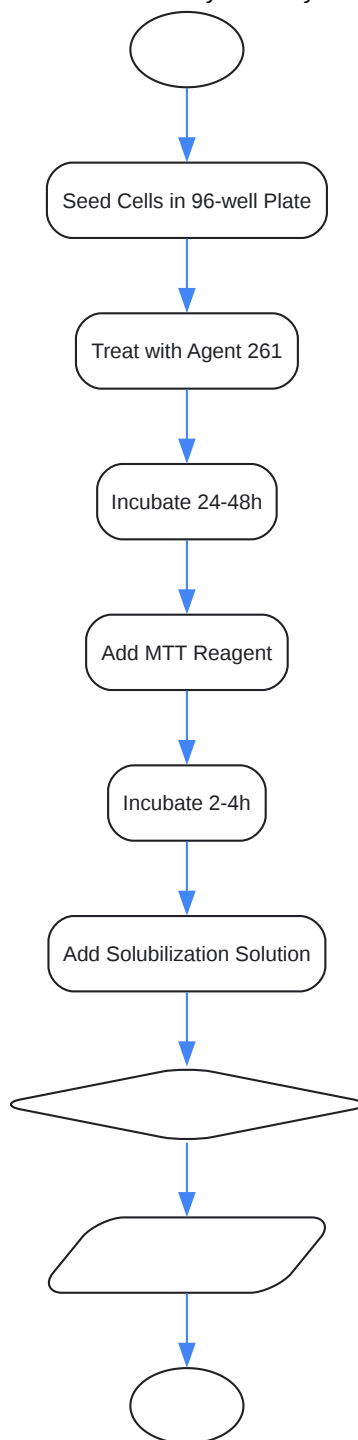 Seed Cells in 96-well Plate
Treat with Agent 261
Incubate 24-48h
Add MTT Reagent
Incubate 2-4h
Add Solubilization Solution